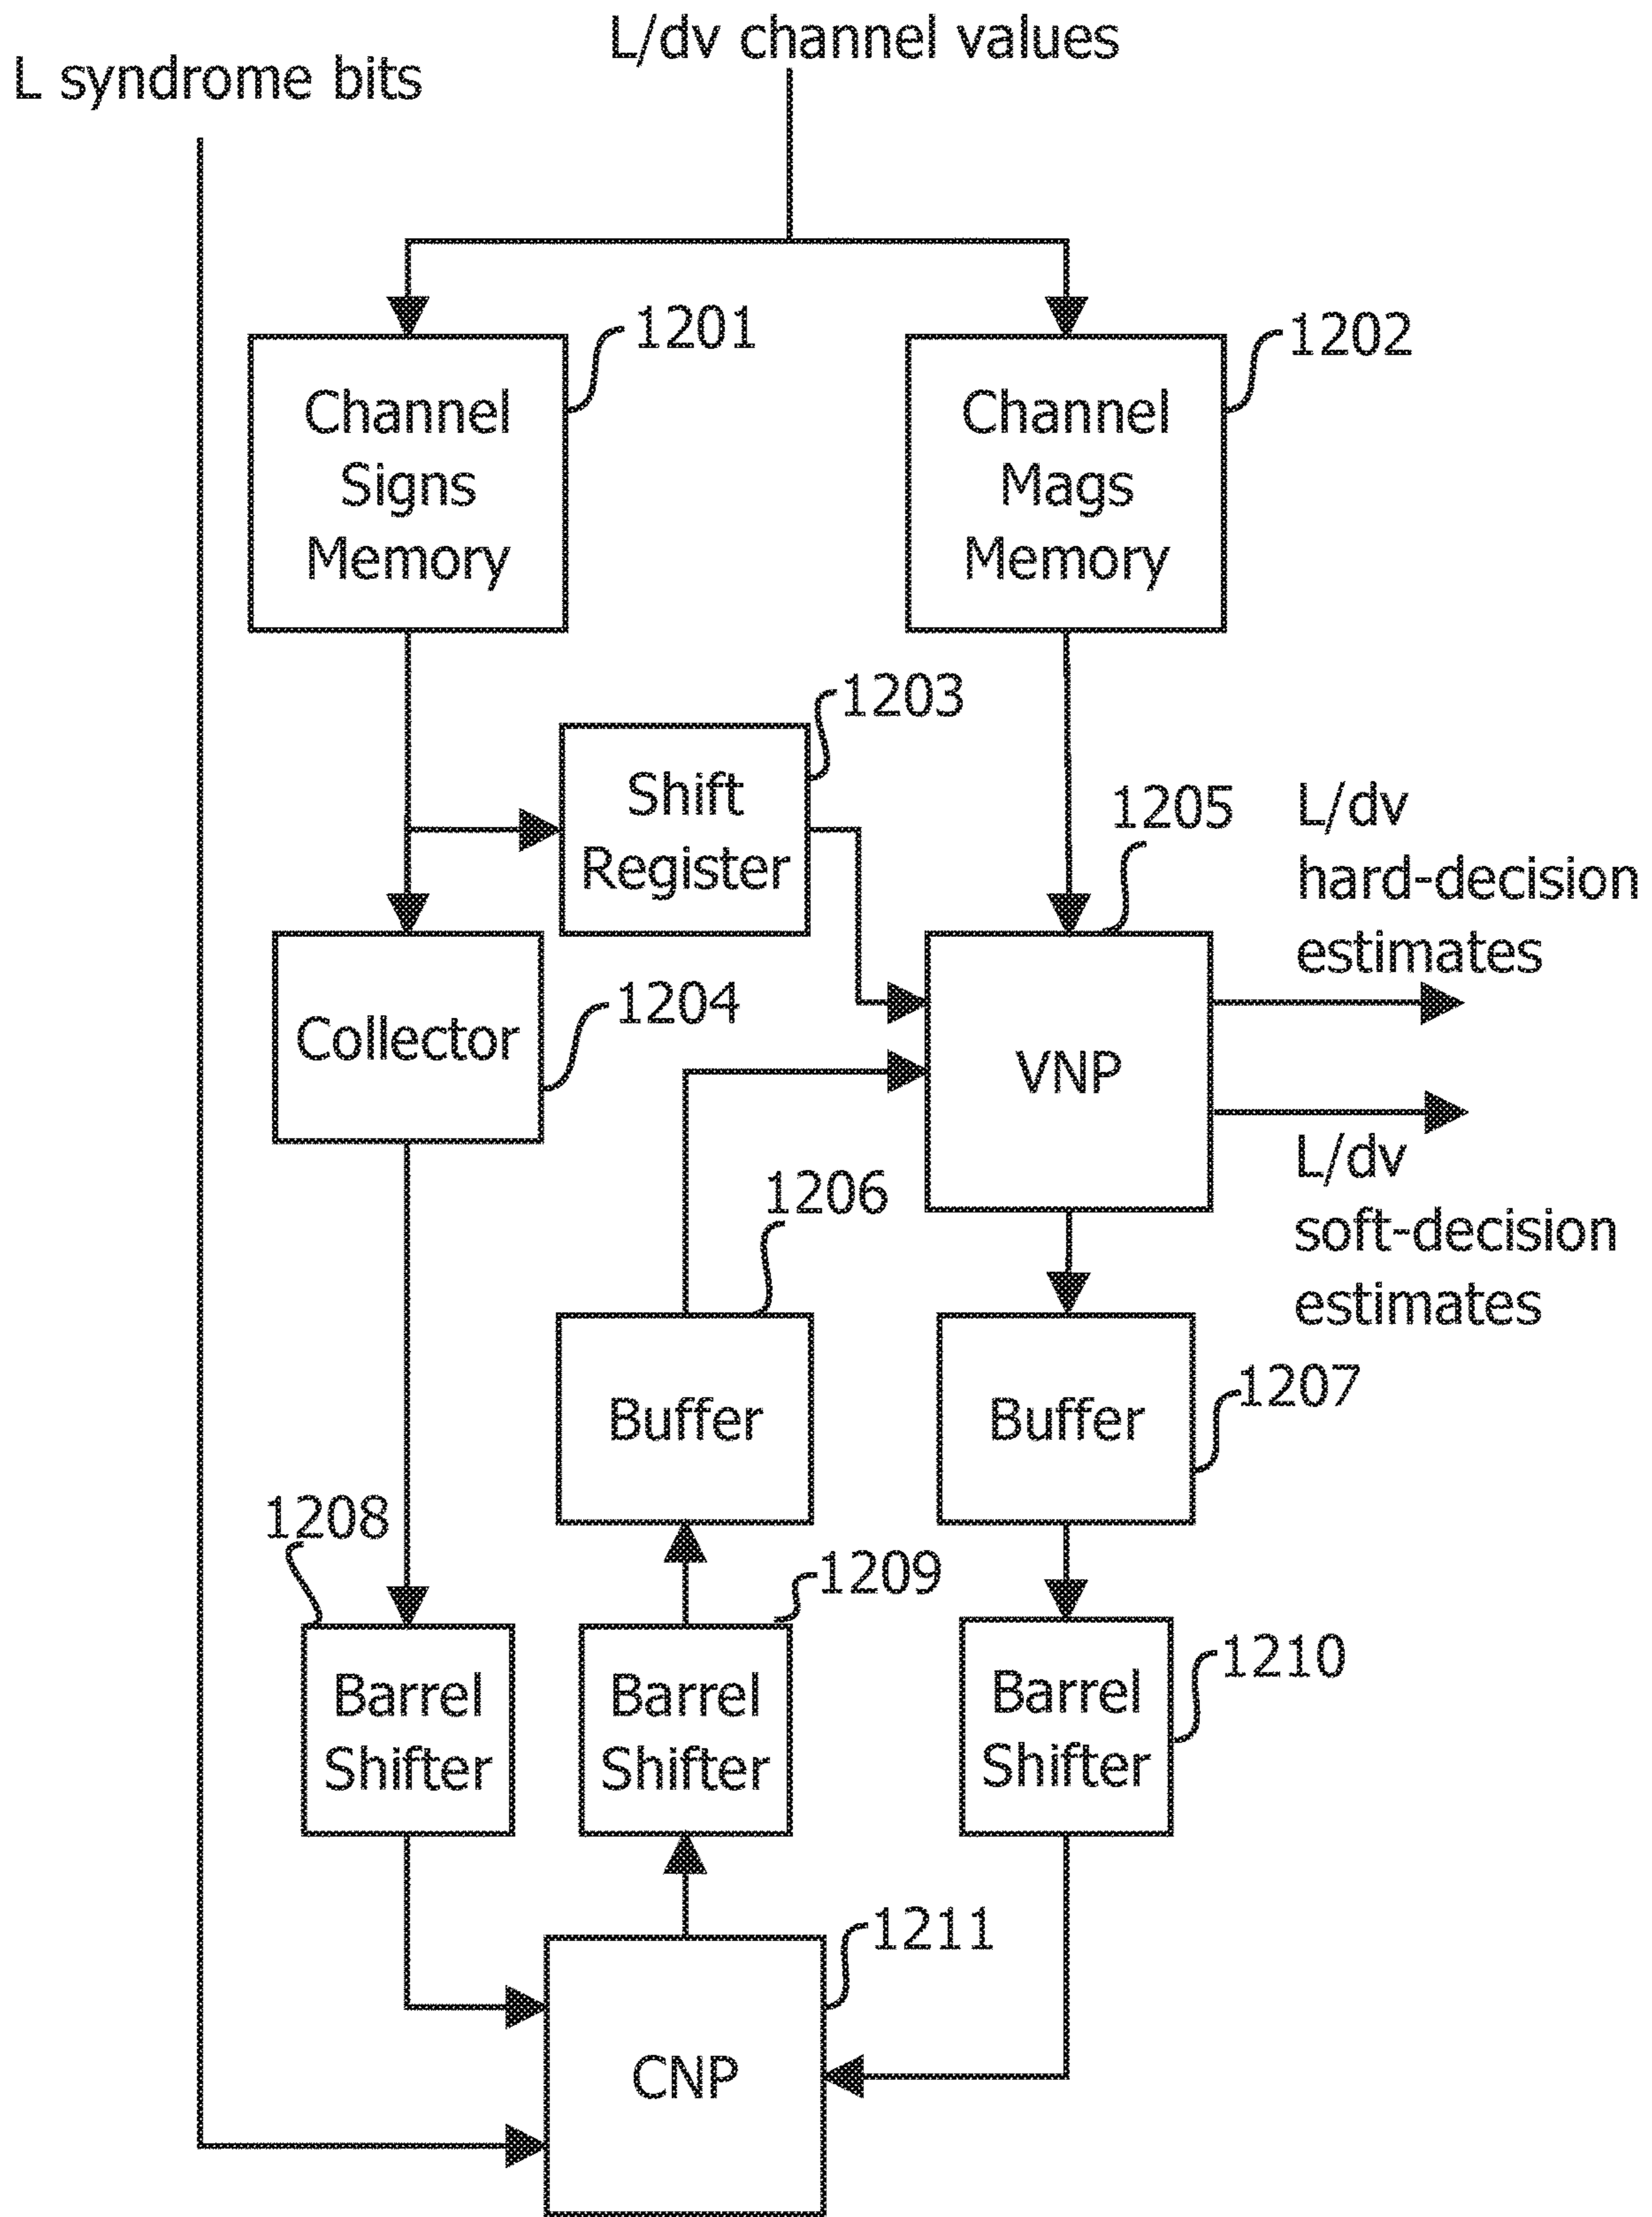 L/dv channel values
L syndrome bits
1201
1202
Channel
Signs
Memory
Channel
Mags
Memory
1203
Shift
Register
1205
L/dv
hard-decision
estimates
1204
Collector
VNP
L/dv
soft-decision
estimates
1206
1207
Buffer
Buffer
1208
1209
1210
Barrel
Shifter
Barrel
Shifter
Barrel
Shifter
1211
CNP